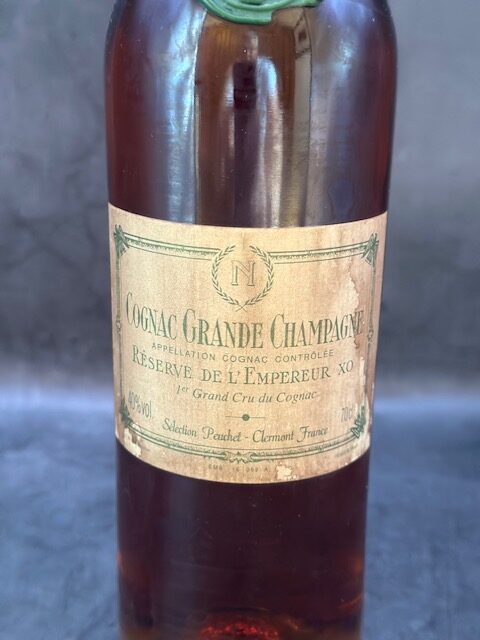 N
COGNAC GRANDE CHAMPAGNE
APPELLATION COGNAC CONTRÔLÉE
RÉSERVE DE L'EMPEREUR XO
1er Grand Cru du Cognac
40%vol
70cl
Sélection Peuchet - Clermont France